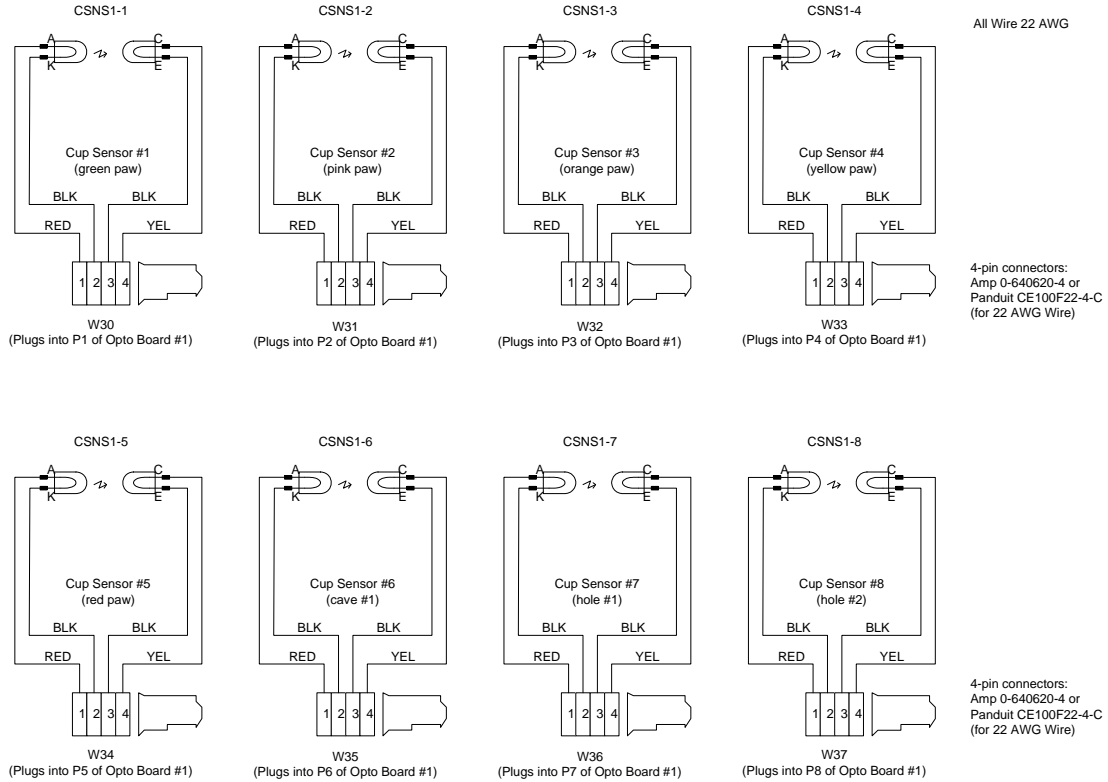 CSNS1-1
CSNS1-2
CSNS1-3
CSNS1-4
All Wire 22 AWG
A C
K E
A C
K E
A C
K E
A C
K E
Cup Sensor #1
(green paw)
Cup Sensor #2
(pink paw)
Cup Sensor #3
(orange paw)
Cup Sensor #4
(yellow paw)
BLK BLK
RED YEL
BLK BLK
RED YEL
BLK BLK
RED YEL
BLK BLK
RED YEL
1 2 3 4
1 2 3 4
1 2 3 4
1 2 3 4
4-pin connectors:
Amp 0-640620-4 or
Panduit CE100F22-4-C
(for 22 AWG Wire)
W30
(Plugs into P1 of Opto Board #1)
W31
(Plugs into P2 of Opto Board #1)
W32
(Plugs into P3 of Opto Board #1)
W33
(Plugs into P4 of Opto Board #1)
CSNS1-5
CSNS1-6
CSNS1-7
CSNS1-8
A C
K E
A C
K E
A C
K E
A C
K E
Cup Sensor #5
(red paw)
Cup Sensor #6
(cave #1)
Cup Sensor #7
(hole #1)
Cup Sensor #8
(hole #2)
BLK BLK
RED YEL
BLK BLK
RED YEL
BLK BLK
RED YEL
BLK BLK
RED YEL
1 2 3 4
1 2 3 4
1 2 3 4
1 2 3 4
4-pin connectors:
Amp 0-640620-4 or
Panduit CE100F22-4-C
(for 22 AWG Wire)
W34
(Plugs into P5 of Opto Board #1)
W35
(Plugs into P6 of Opto Board #1)
W36
(Plugs into P7 of Opto Board #1)
W37
(Plugs into P8 of Opto Board #1)